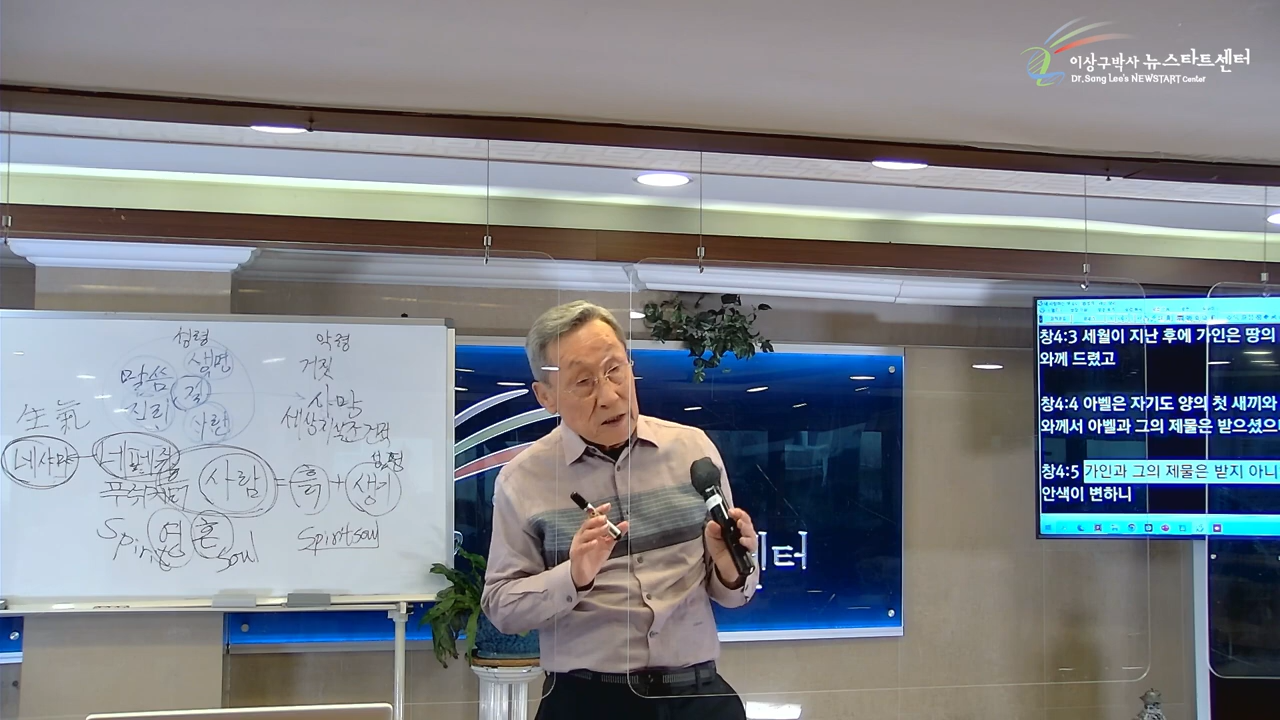 이상구박사 뉴스타트센터
Dr. Sang Lee's NEWSTART Center
성령
생명
말씀
진리
사랑
악령
거짓
사망
生氣
네샤마
네페쉬
사람 = 흙 + 생기
Spirit 영 혼 soul
Spirit soul
센터
창4:3 세월이 지난 후에 가인은 땅의
와께 드렸고
창4:4 아벨은 자기도 양의 첫 새끼와
와께서 아벨과 그의 제물은 받으셨으
창4:5 가인과 그의 제물은 받지 아니
안색이 변하니